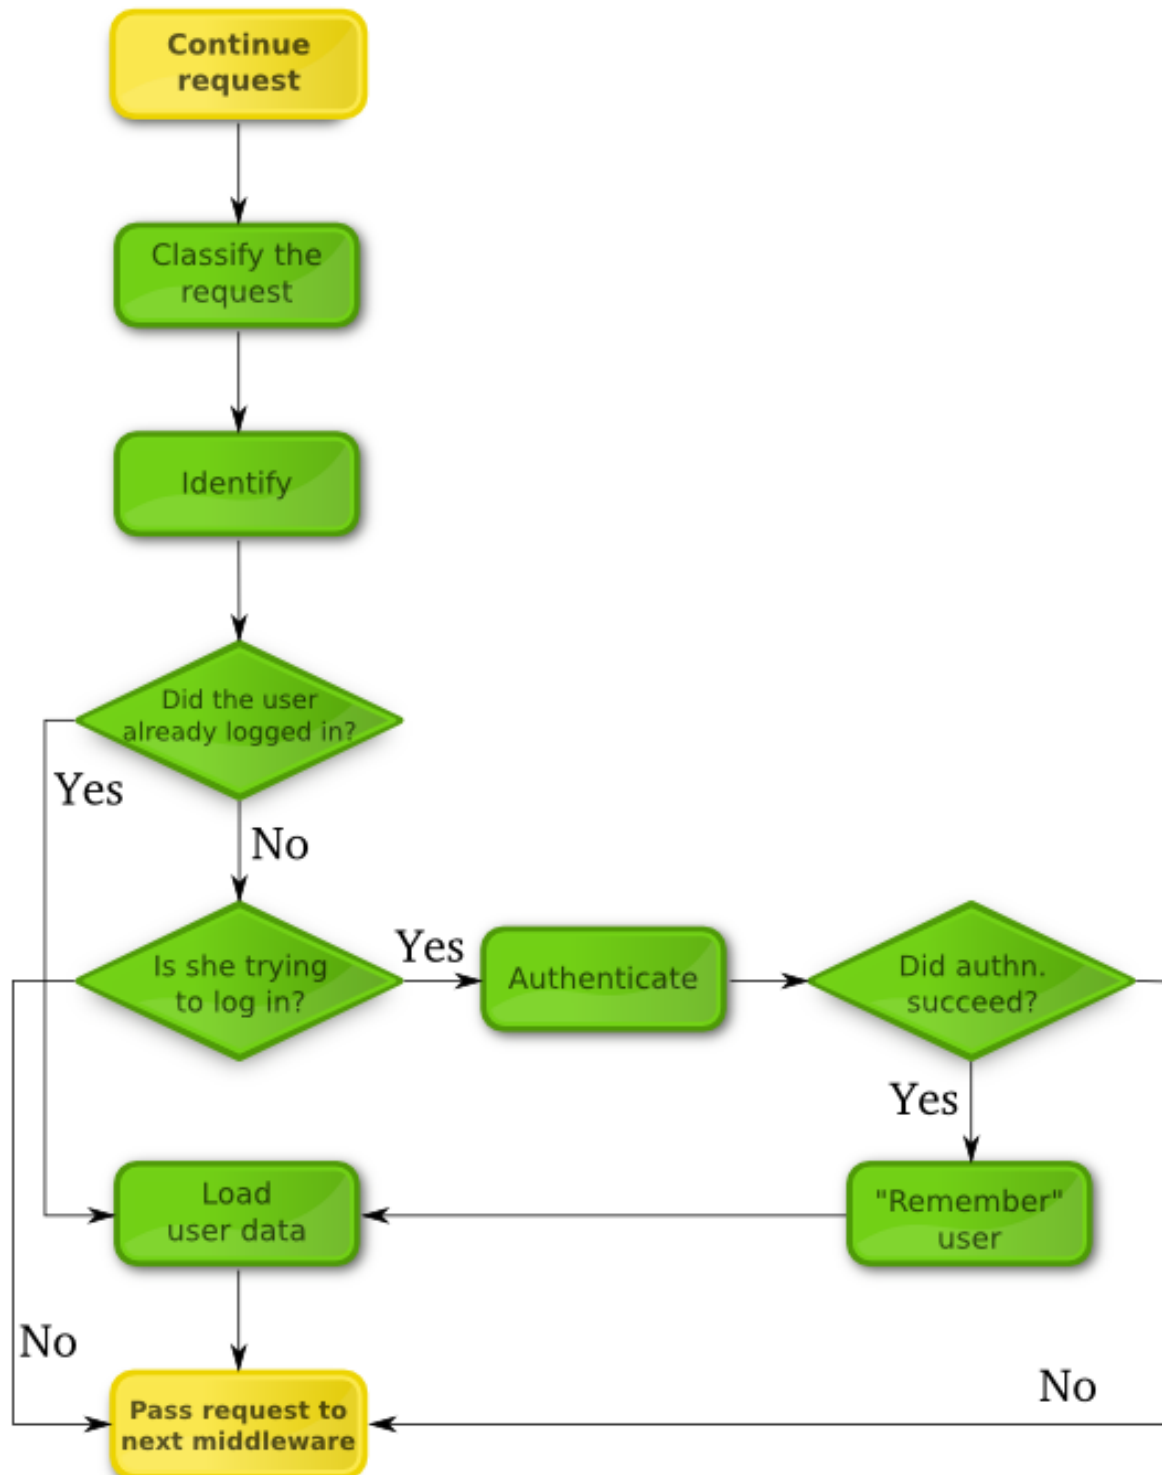 Continue
request
Classify the
request
Identify
Did the user
already logged in?
Yes
No
Is she trying
to log in?
Yes
Authenticate
Did authn.
succeed?
Yes
Load
user data
"Remember"
user
No
No
Pass request to
next middleware